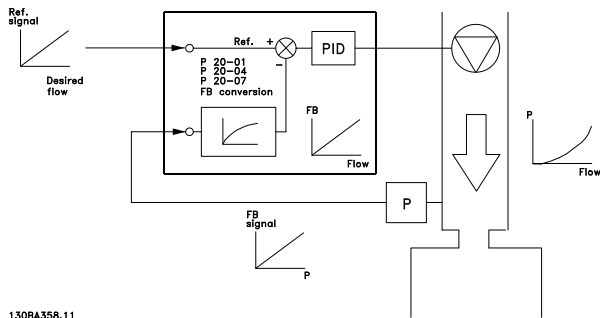 Ref.
signal
Desired
flow
Ref.
+
−
PID
P 20-01
P 20-04
P 20-07
FB conversion
FB
Flow
P
Flow
P
FB
signal
P
130BA358.11